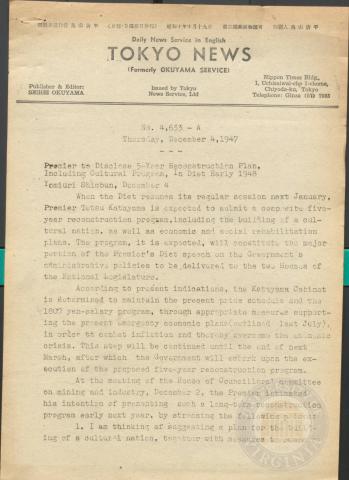 Daily News Service in English
TOKYO NEWS
(Formerly OKUYAMA SERVICE)
Publisher & Editor:
SEIHEI OKUYAMA
Issued by Tokyo
News Service, Ltd
Nippon Times Bldg.,
1, Uchisaiwai-cho 1-chome,
Chiyoda-ku, Tokyo
Telephone: Ginza
No. 4,633 - A
Thursday, December 4, 1947
- - -
Premier to Disclose 5-Year Reconstruction Plan,
Including Cultural Program, in Diet Early 1948
Yomiuri Shimbun, December 4
When the Diet resumes its regular session next January,
Premier Tetsu Katayama is expected to submit a concrete five-
year reconstruction program, including the building of a cul-
tural nation, as well as economic and social rehabilitation
plans. The program, it is expected, will constitute the major
portion of the Premier's Diet speech on the Government's
administrative policies to be delivered to the two Houses of
the National Legislature.
According to present indications, the Katayama Cabinet
is determined to maintain the present price schedule and the
1800 yen-salary program, through appropriate measures support-
ing the present emergency economic plans (outlined last July),
in order to combat inflation and thereby overcome the economic
crisis. This step will be continued until the end of next
March, after which the Government will embark upon the exe-
cution of the proposed five-year reconstruction program.
At the meeting of the House of Councillors committee
on mining and industry, December 2, the Premier intimated
his intention of presenting such a long-term reconstruction
program early next year, by stressing the following points:
1. I am thinking of suggesting a plan for the build-
ing of a cultural nation, together with measures
VIRGINIA